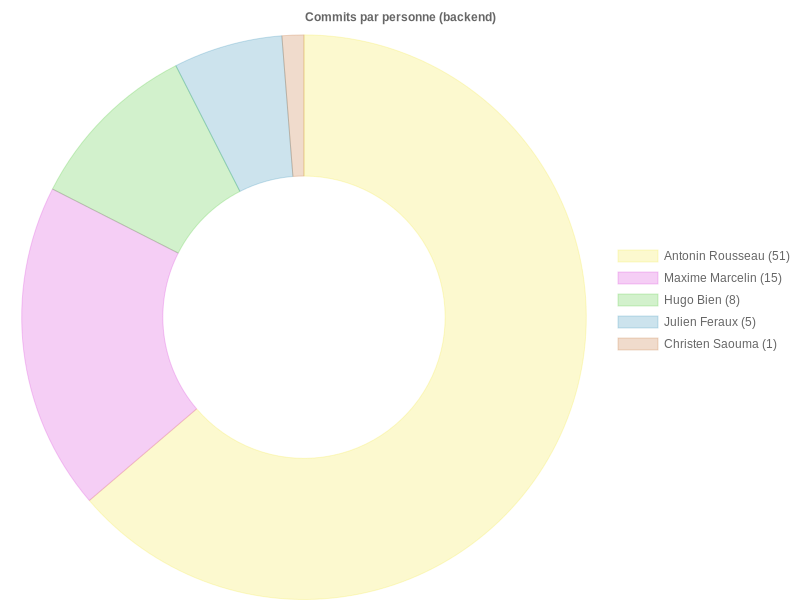 Commits par personne (backend)
Antonin Rousseau (51)
Maxime Marcelin (15)
Hugo Bien (8)
Julien Feraux (5)
Christen Saouma (1)